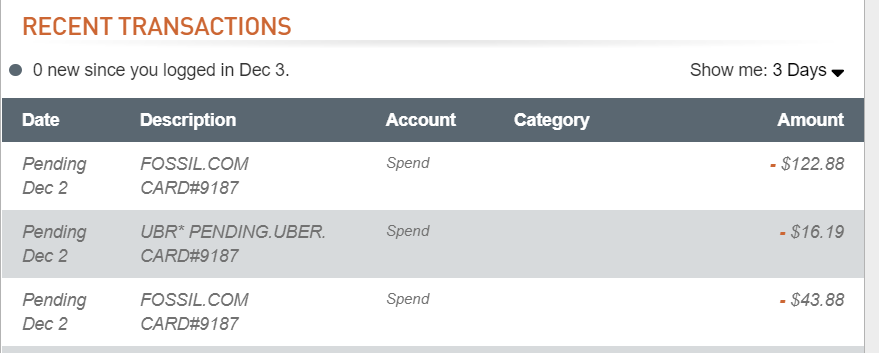 RECENT TRANSACTIONS
0 new since you logged in Dec 3.
Show me: 3 Days
Date Description Account Category Amount
Pending FOSSIL.COM Spend - $122.88
Dec 2 CARD#9187
Pending UBR* PENDING.UBER. Spend - $16.19
Dec 2 CARD#9187
Pending FOSSIL.COM Spend - $43.88
Dec 2 CARD#9187